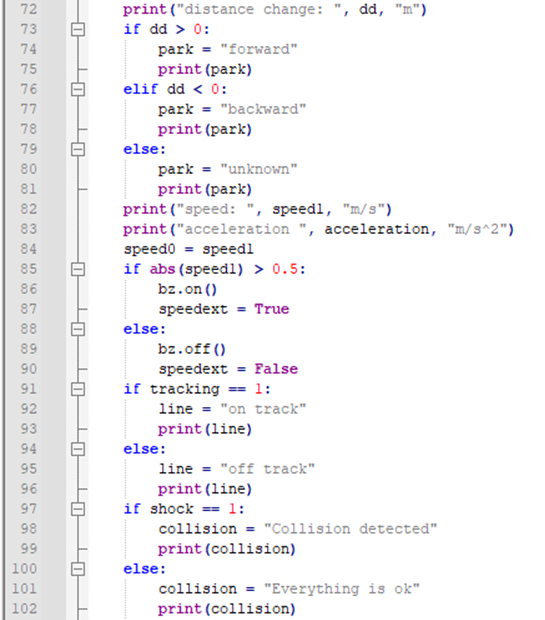 72 print("distance change: ", dd, "m")
73 if dd > 0:
74 park = "forward"
75 print(park)
76 elif dd < 0:
77 park = "backward"
78 print(park)
79 else:
80 park = "unknown"
81 print(park)
82 print("speed: ", speed1, "m/s")
83 print("acceleration ", acceleration, "m/s^2")
84 speed0 = speed1
85 if abs(speed1) > 0.5:
86 bz.on()
87 speedext = True
88 else:
89 bz.off()
90 speedext = False
91 if tracking == 1:
92 line = "on track"
93 print(line)
94 else:
95 line = "off track"
96 print(line)
97 if shock == 1:
98 collision = "Collision detected"
99 print(collision)
100 else:
101 collision = "Everything is ok"
102 print(collision)